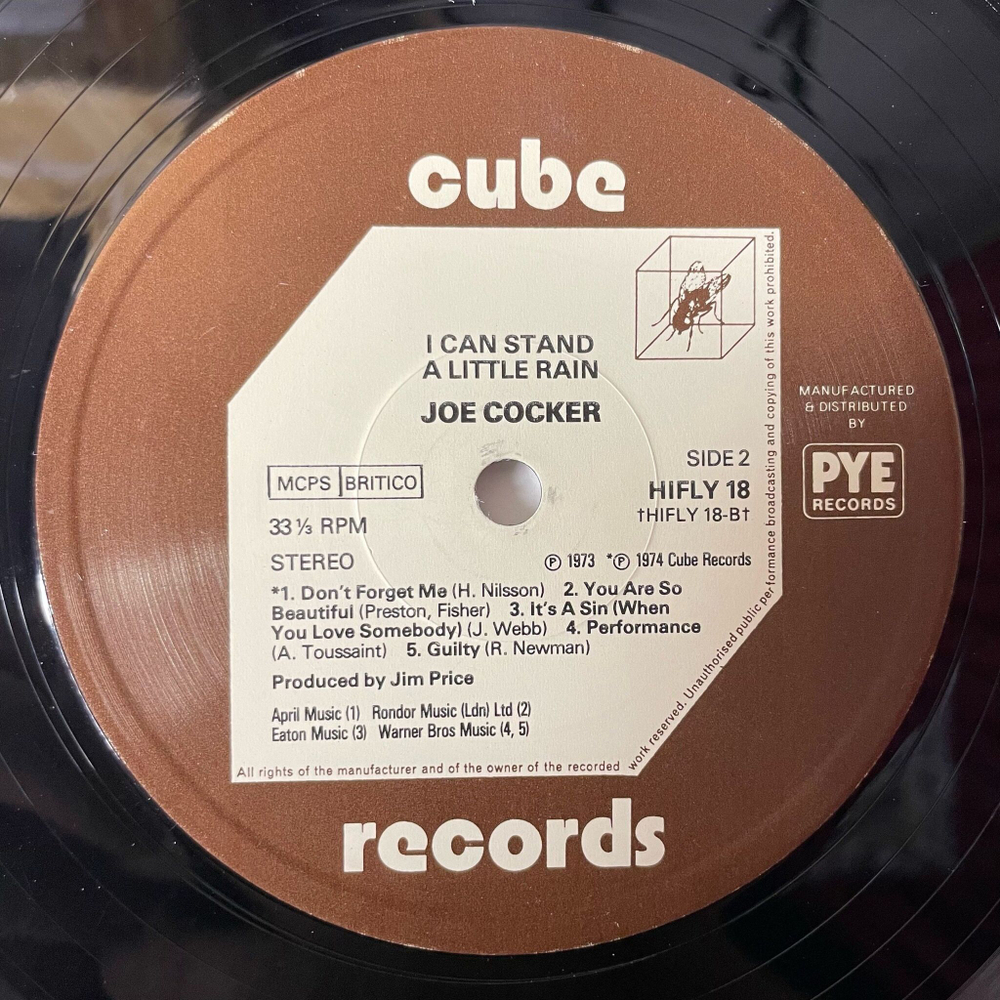 cube
I CAN STAND
A LITTLE RAIN
JOE COCKER
MANUFACTURED
& DISTRIBUTED
BY
PYE
RECORDS
SIDE 2
MCPS BRITICO
HIFLY 18
†HIFLY 18-B†
33⅓ RPM
STEREO
Ⓟ 1973 *Ⓟ 1974 Cube Records
*1. Don't Forget Me (H. Nilsson) 2. You Are So
Beautiful (Preston, Fisher) 3. It's A Sin (When
You Love Somebody) (J. Webb) 4. Performance
(A. Toussaint) 5. Guilty (R. Newman)
Produced by Jim Price
April Music (1) Rondor Music (Ldn) Ltd (2)
Eaton Music (3) Warner Bros Music (4, 5)
All rights of the manufacturer and of the owner of the recorded work reserved. Unauthorised public performance broadcasting and copying of this work prohibited.
records